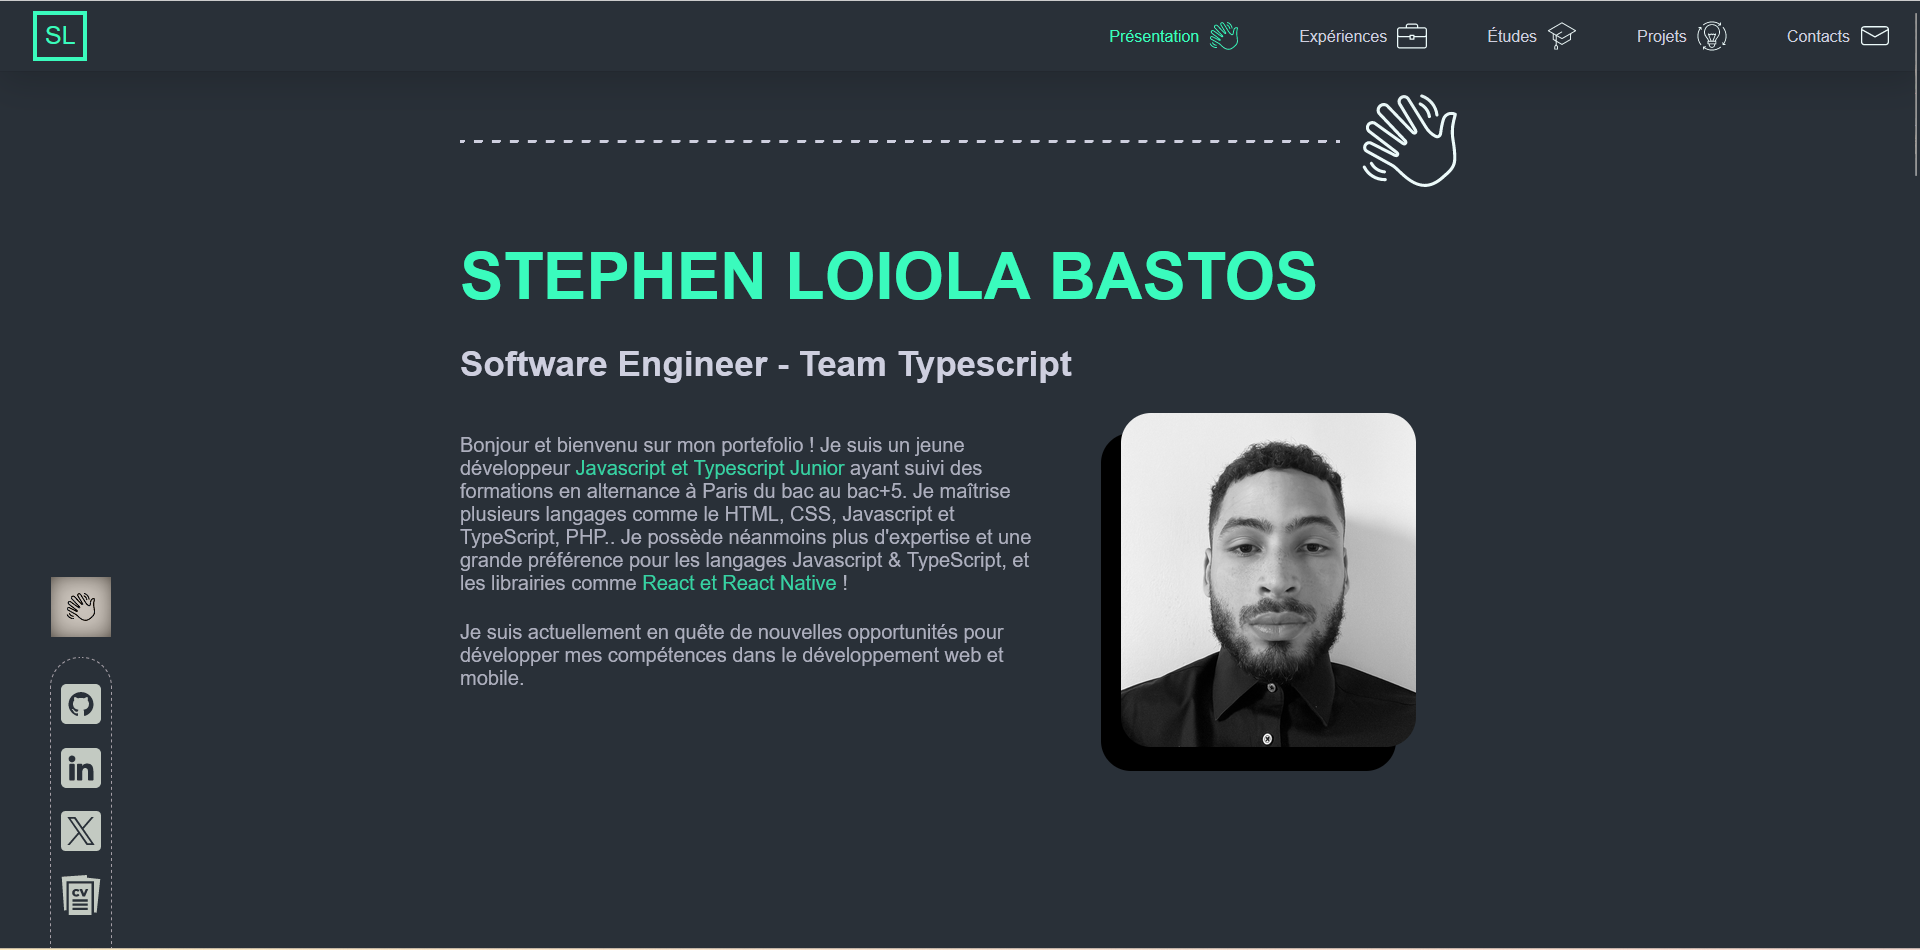 SL
Présentation
Expériences
Études
Projets
Contacts
STEPHEN LOIOLA BASTOS
Software Engineer - Team Typescript
Bonjour et bienvenu sur mon portefolio ! Je suis un jeune
développeur Javascript et Typescript Junior ayant suivi des
formations en alternance à Paris du bac au bac+5. Je maîtrise
plusieurs langages comme le HTML, CSS, Javascript et
TypeScript, PHP.. Je possède néanmoins plus d'expertise et une
grande préférence pour les langages Javascript & TypeScript, et
les librairies comme React et React Native !
Je suis actuellement en quête de nouvelles opportunités pour
développer mes compétences dans le développement web et
mobile.
in
X
CV